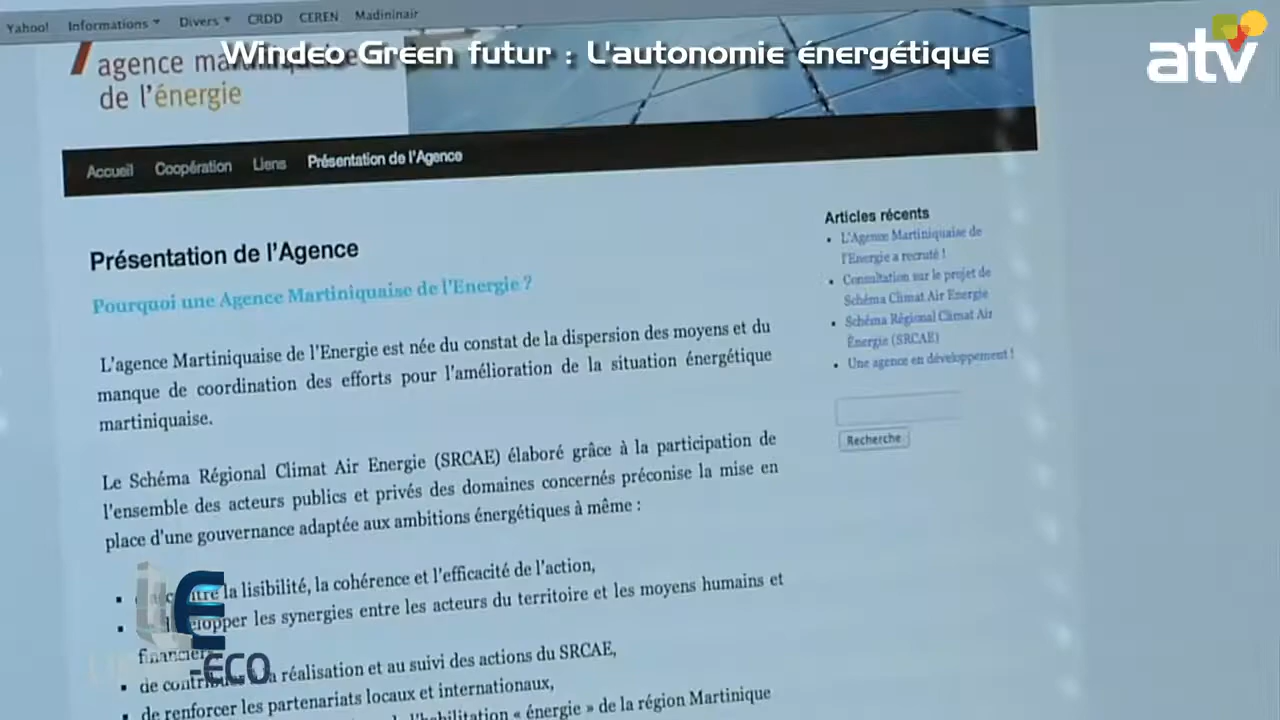 Yahoo! Informations Divers CRDD CEREN Madininair
Windeo Green futur : L'autonomie énergétique
atv
agence
de l'énergie
Accueil Coopération Liens Présentation de l'Agence
Présentation de l'Agence
Pourquoi une Agence Martiniquaise de l'Energie ?
L'agence Martiniquaise de l'Energie est née du constat de la dispersion des moyens et du
manque de coordination des efforts pour l'amélioration de la situation énergétique
martiniquaise.
Le Schéma Régional Climat Air Energie (SRCAE) élaboré grâce à la participation de
l'ensemble des acteurs publics et privés des domaines concernés préconise la mise en
place d'une gouvernance adaptée aux ambitions énergétiques à même :
la lisibilité, la cohérence et l'efficacité de l'action,
les synergies entre les acteurs du territoire et les moyens humains et
financiers
de contribuer à la réalisation et au suivi des actions du SRCAE,
de renforcer les partenariats locaux et internationaux,
l'habilitation « énergie » de la région Martinique
Articles récents
L'Agence Martiniquaise de
l'Energie a recruté !
Consultation sur le projet de
Schéma Climat Air Energie
Schéma Régional Climat Air
Énergie (SRCAE)
Une agence en développement !
Recherche
-ÉCO